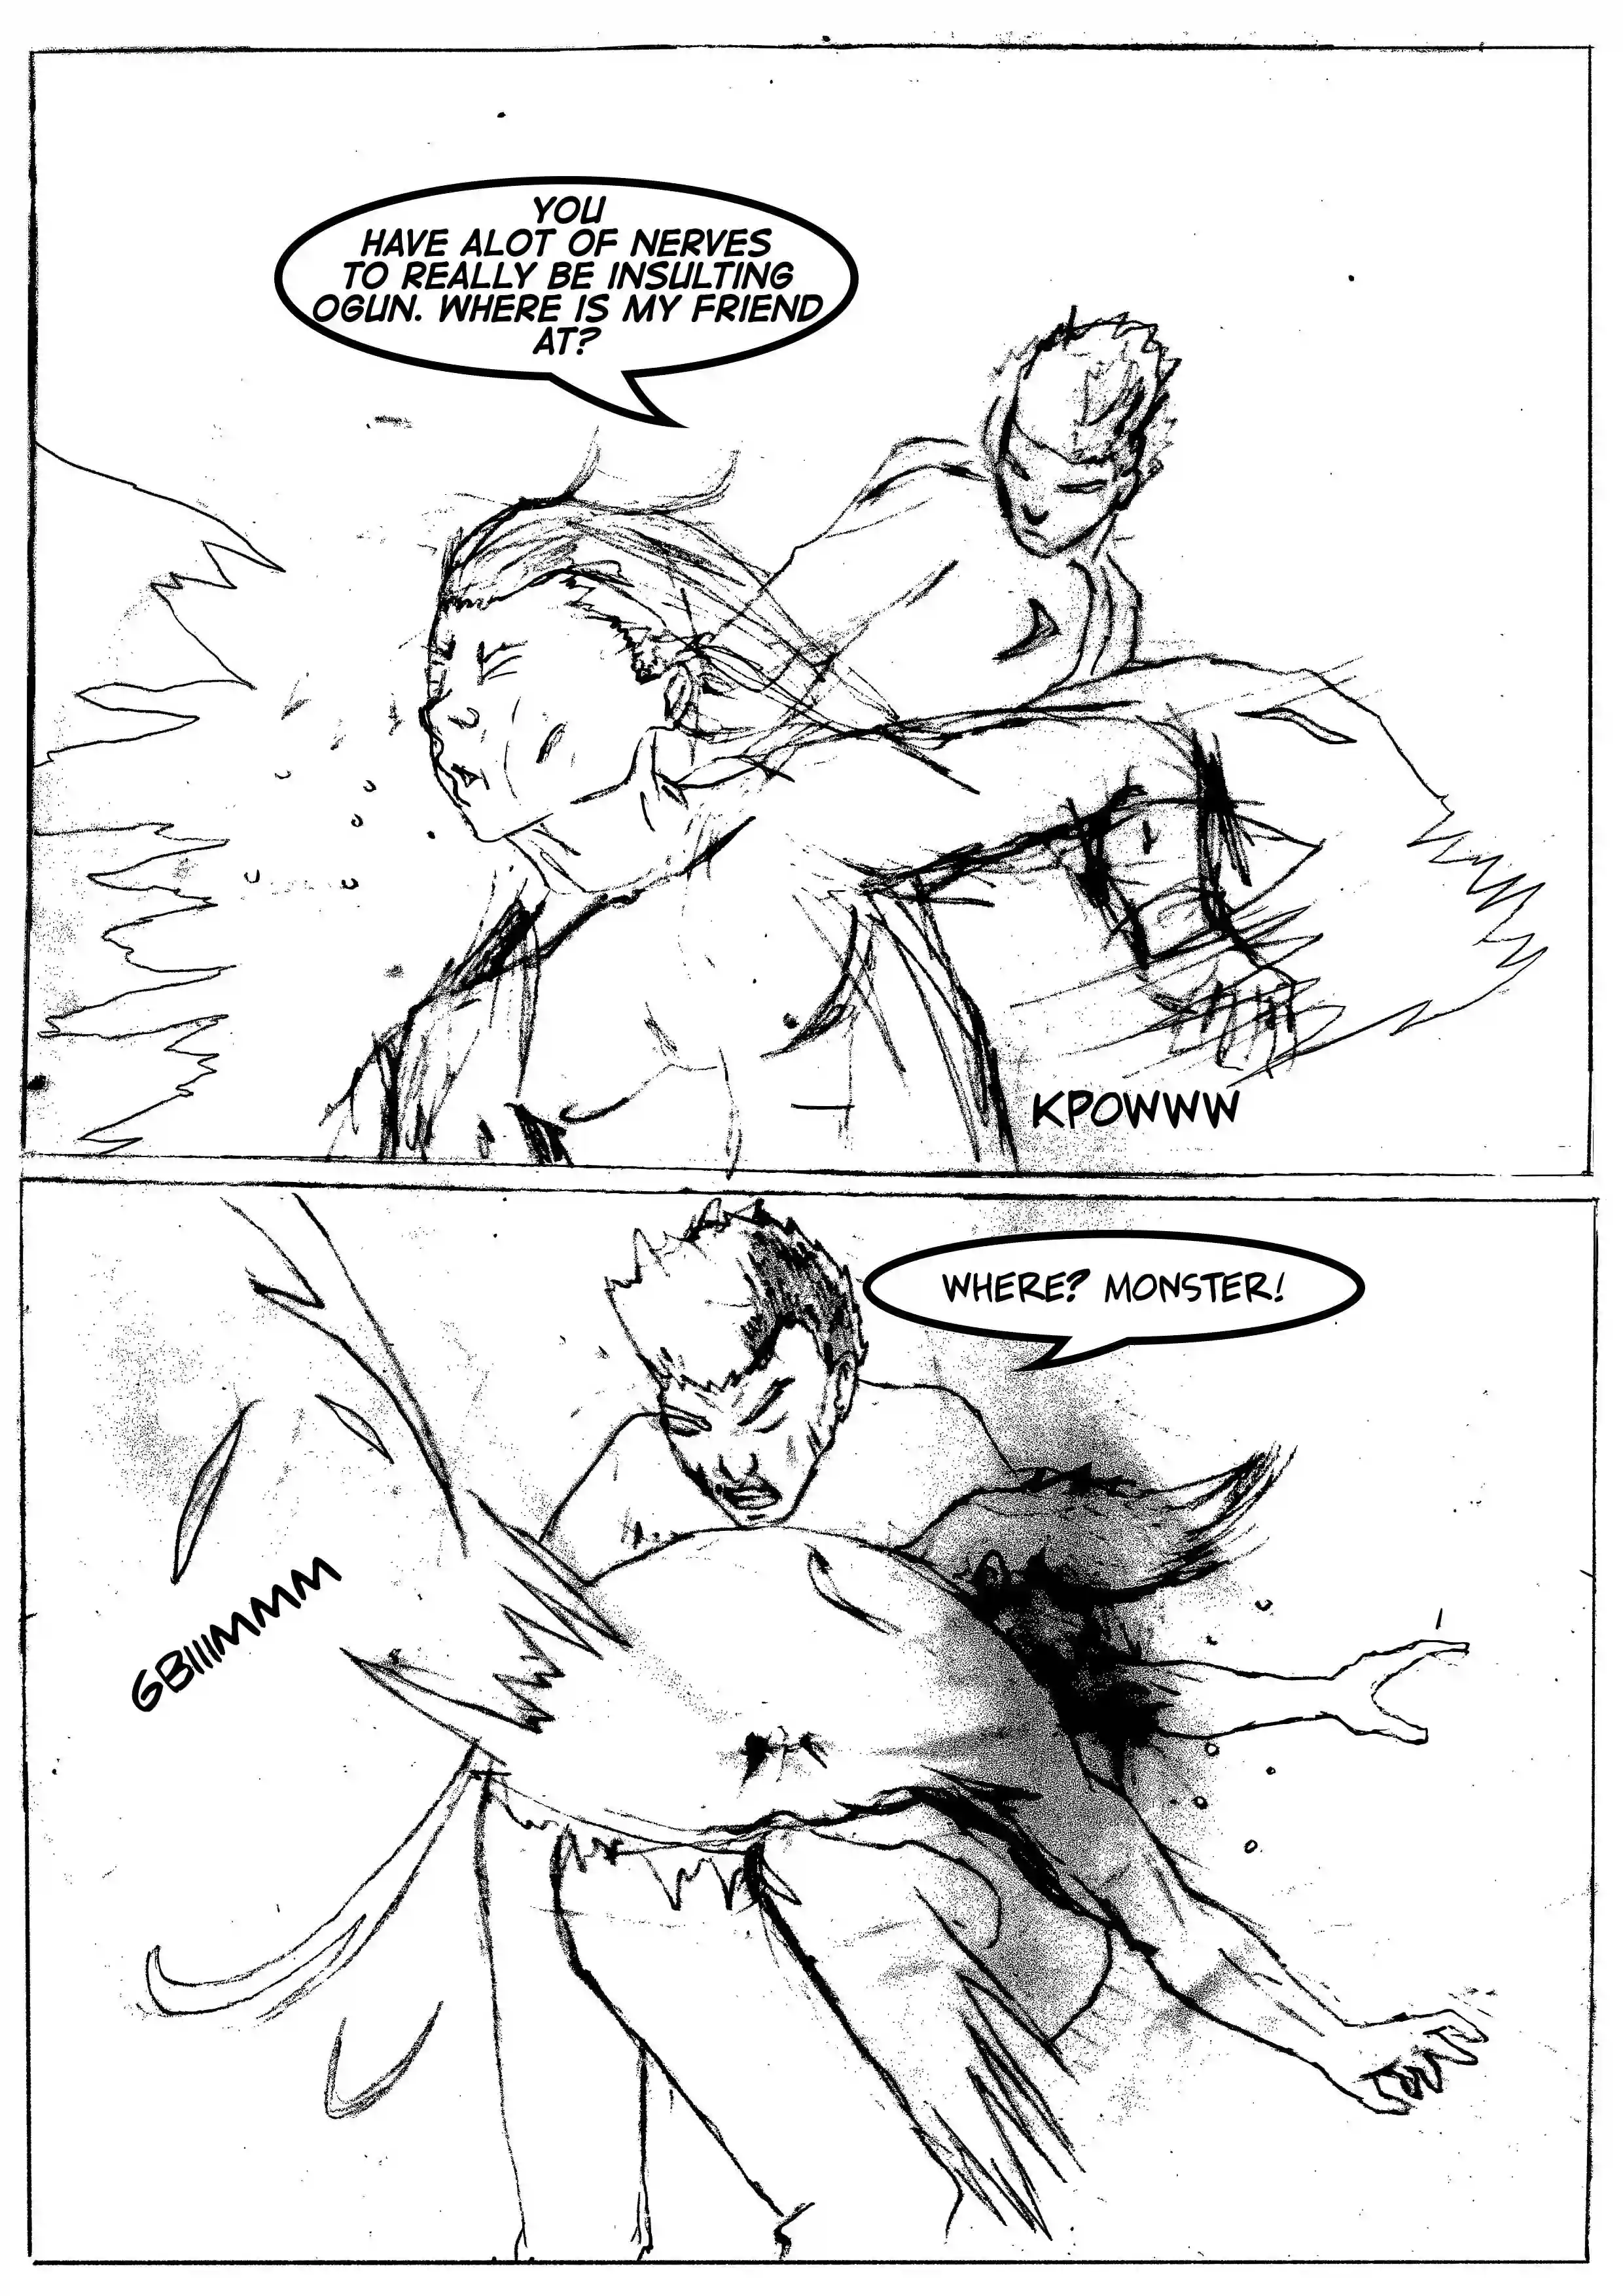 YOU
HAVE ALOT OF NERVES
TO REALLY BE INSULTING
OGUN. WHERE IS MY FRIEND
AT?
KPOWWW
WHERE? MONSTER!
GBIIIMMM